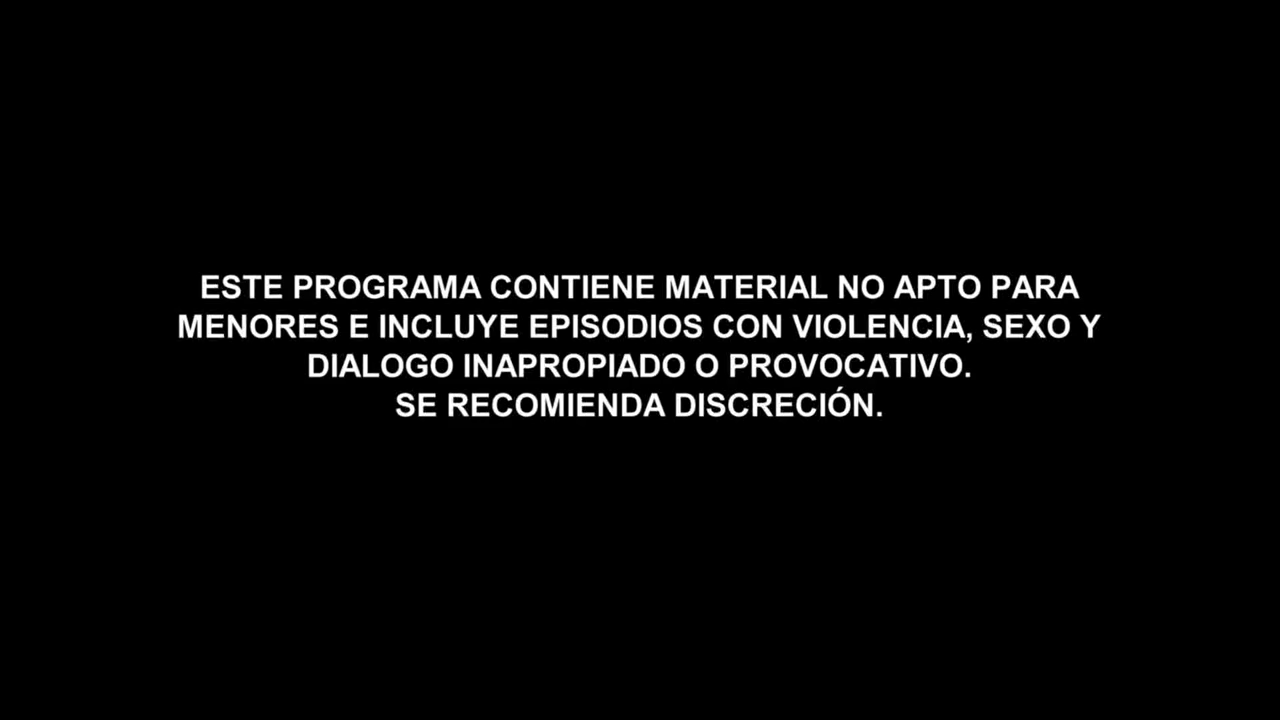 ESTE PROGRAMA CONTIENE MATERIAL NO APTO PARA
MENORES E INCLUYE EPISODIOS CON VIOLENCIA, SEXO Y
DIALOGO INAPROPIADO O PROVOCATIVO.
SE RECOMIENDA DISCRECIÓN.